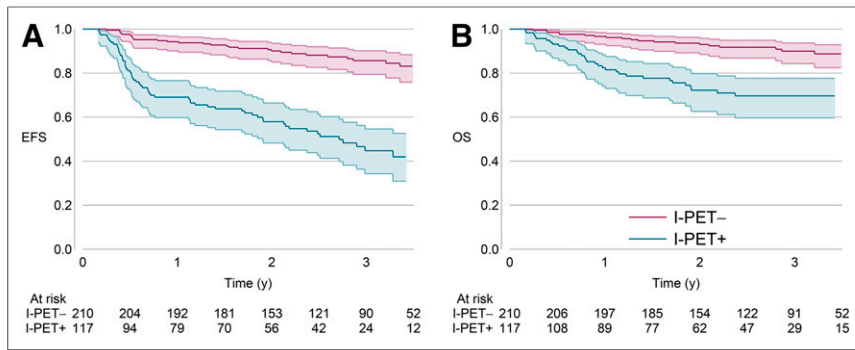 A
1.0
0.8
0.6
EFS
0.4
0.2
0.0
0 1 2 3
Time (y)
At risk
I-PET– 210 204 192 181 153 121 90 52
I-PET+ 117 94 79 70 56 42 24 12
B
1.0
0.8
0.6
OS
0.4
0.2
0.0
I-PET–
I-PET+
0 1 2 3
Time (y)
At risk
I-PET– 210 206 197 185 154 122 91 52
I-PET+ 117 108 89 77 62 47 29 15